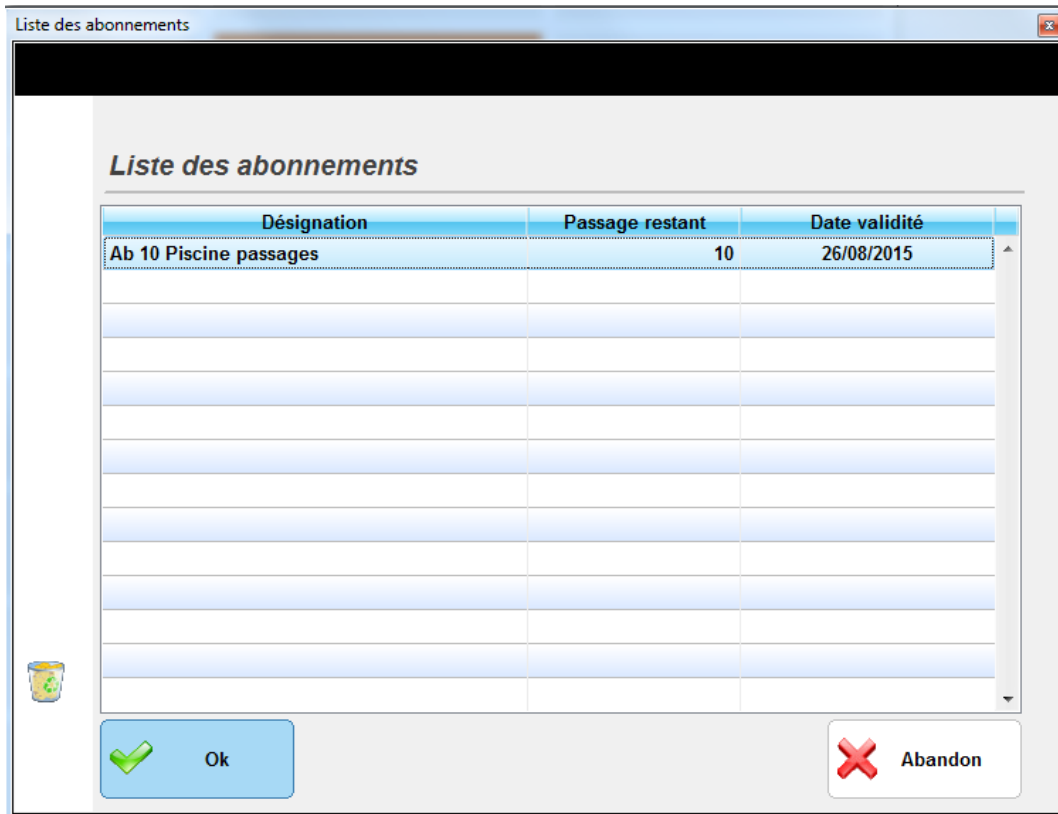 Liste des abonnements
Liste des abonnements
Désignation Passage restant Date validité
Ab 10 Piscine passages 10 26/08/2015
Ok Abandon